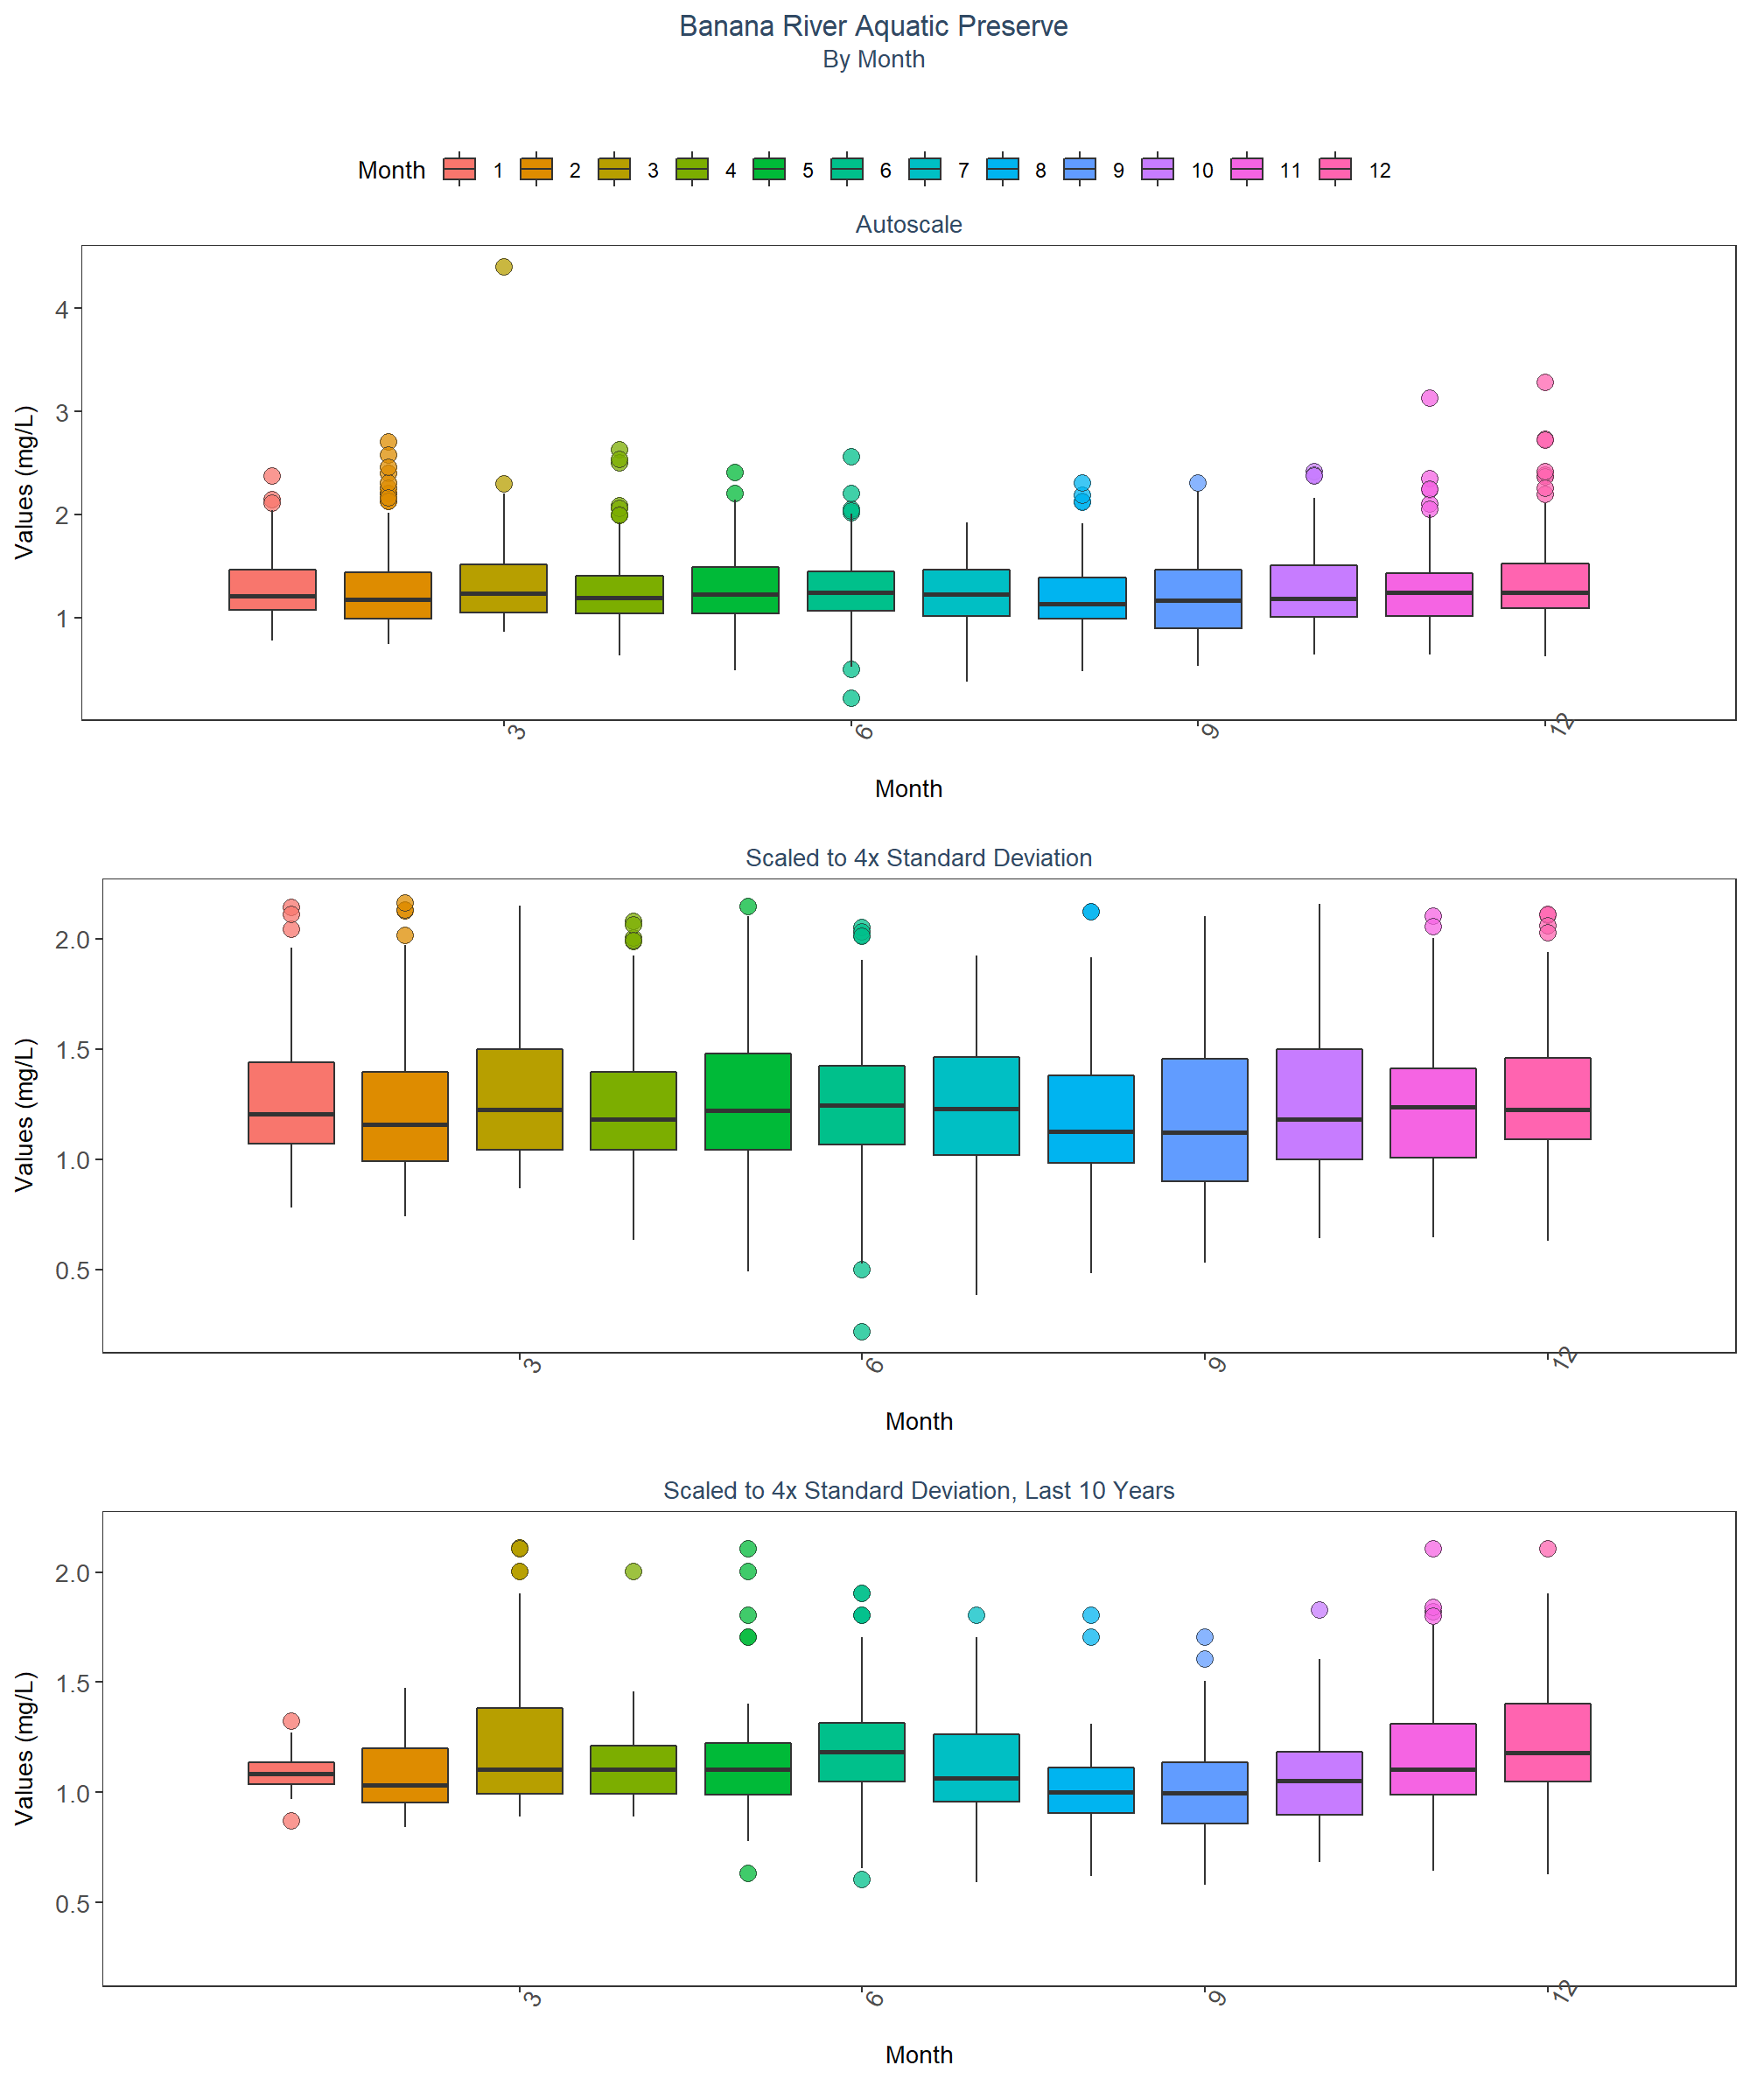 Banana River Aquatic Preserve
By Month
Month 1 2 3 4 5 6 7 8 9 10 11 12
Autoscale
Values (mg/L)
4
3
2
1
3 6 9 12
Month
Scaled to 4x Standard Deviation
Values (mg/L)
2.0
1.5
1.0
0.5
3 6 9 12
Month
Scaled to 4x Standard Deviation, Last 10 Years
Values (mg/L)
2.0
1.5
1.0
0.5
3 6 9 12
Month